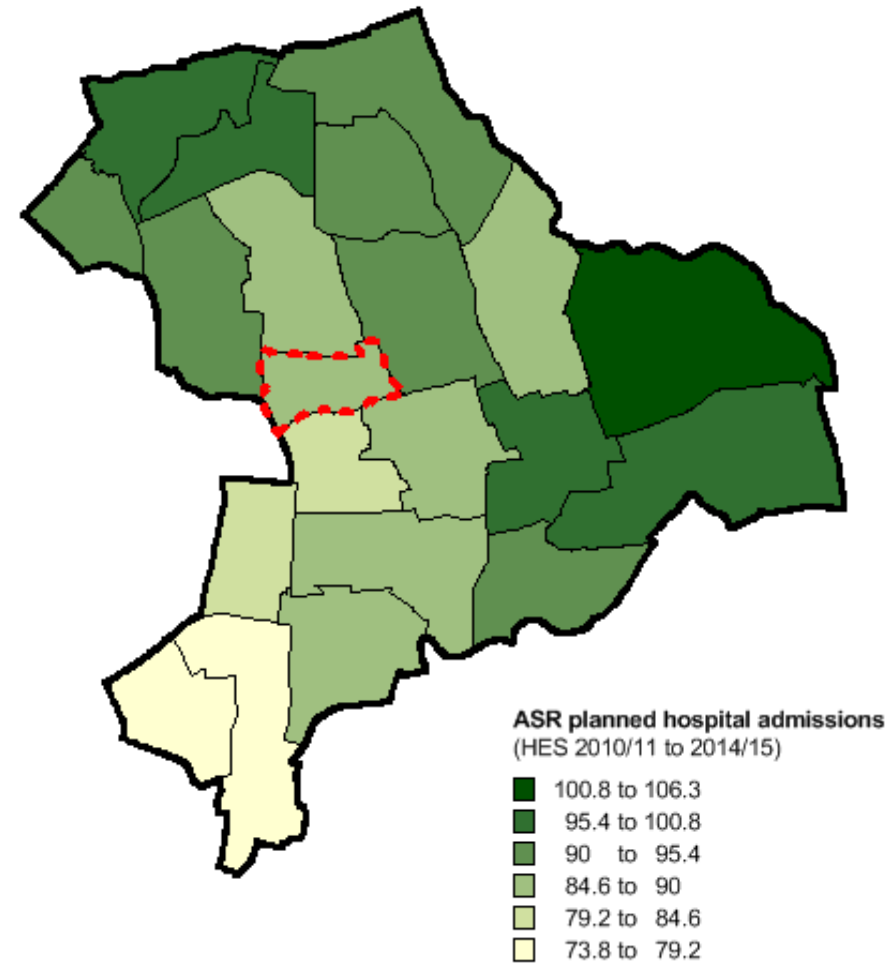 ASR planned hospital admissions
(HES 2010/11 to 2014/15)
100.8 to 106.3
95.4 to 100.8
90 to 95.4
84.6 to 90
79.2 to 84.6
73.8 to 79.2